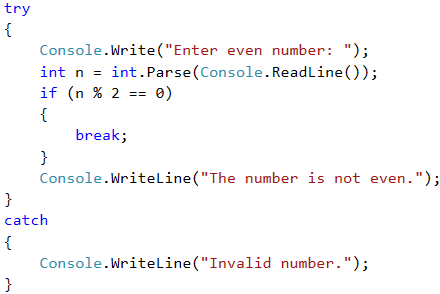 try
{
    Console.Write("Enter even number: ");
    int n = int.Parse(Console.ReadLine());
    if (n % 2 == 0)
    {
        break;
    }
    Console.WriteLine("The number is not even.");
}
catch
{
    Console.WriteLine("Invalid number.");
}